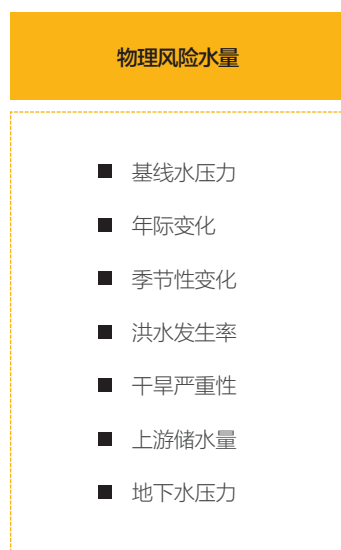 物理风险水量
■ 基线水压力
■ 年际变化
■ 季节性变化
■ 洪水发生率
■ 干旱严重性
■ 上游储水量
■ 地下水压力